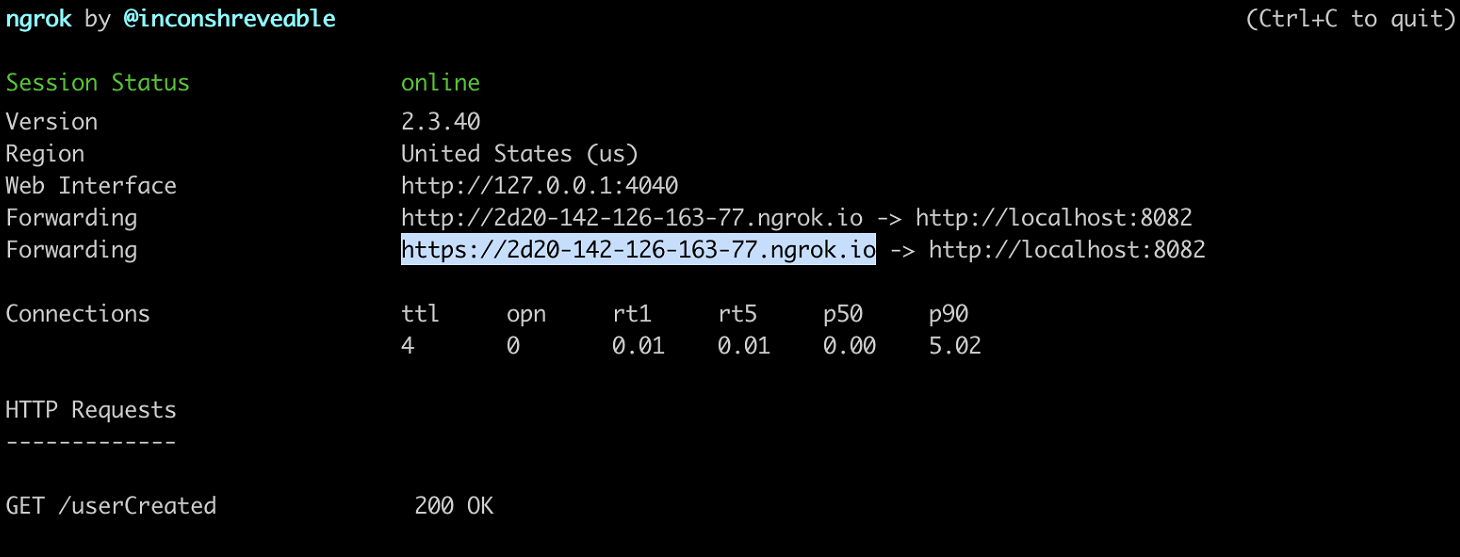 ngrok by @inconshreveable (Ctrl+C to quit)
Session Status online
Version 2.3.40
Region United States (us)
Web Interface http://127.0.0.1:4040
Forwarding http://2d20-142-126-163-77.ngrok.io -> http://localhost:8082
Forwarding https://2d20-142-126-163-77.ngrok.io -> http://localhost:8082
Connections ttl opn rt1 rt5 p50 p90
4 0 0.01 0.01 0.00 5.02
HTTP Requests
-------------
GET /userCreated 200 OK